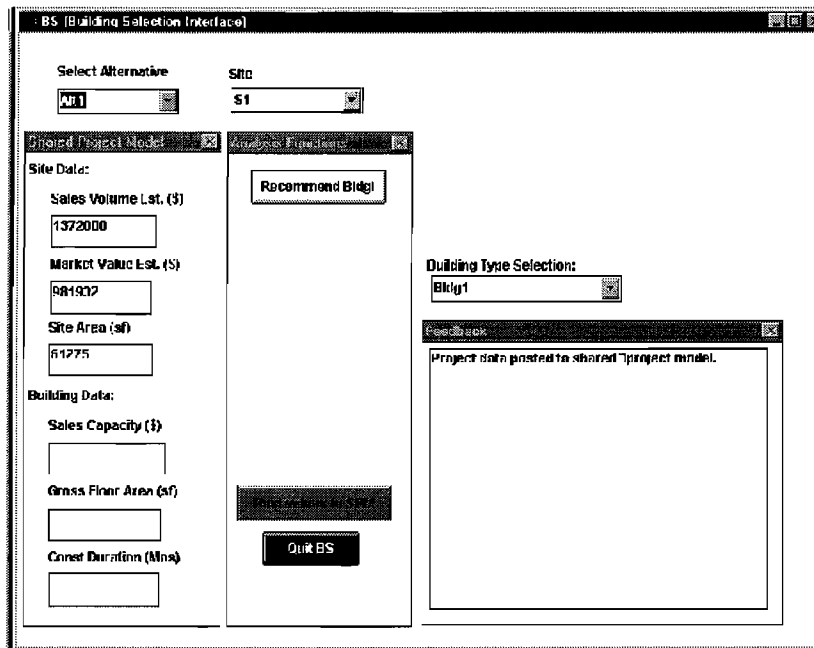 BS [Building Selection Interface]
Select Alternative
Site
Alt1
S1
Shared Project Model
Analysis Functions
Site Data:
Recommend Bldg!
Sales Volume Est. ($)
1372000
Market Value Est. ($)
981932
Building Type Selection:
Bldg1
Site Area (sf)
61275
Feedback
Project data posted to shared project model.
Building Data:
Sales Capacity ($)
Gross Floor Area (sf)
Quit BS
Const Duration (Mns)